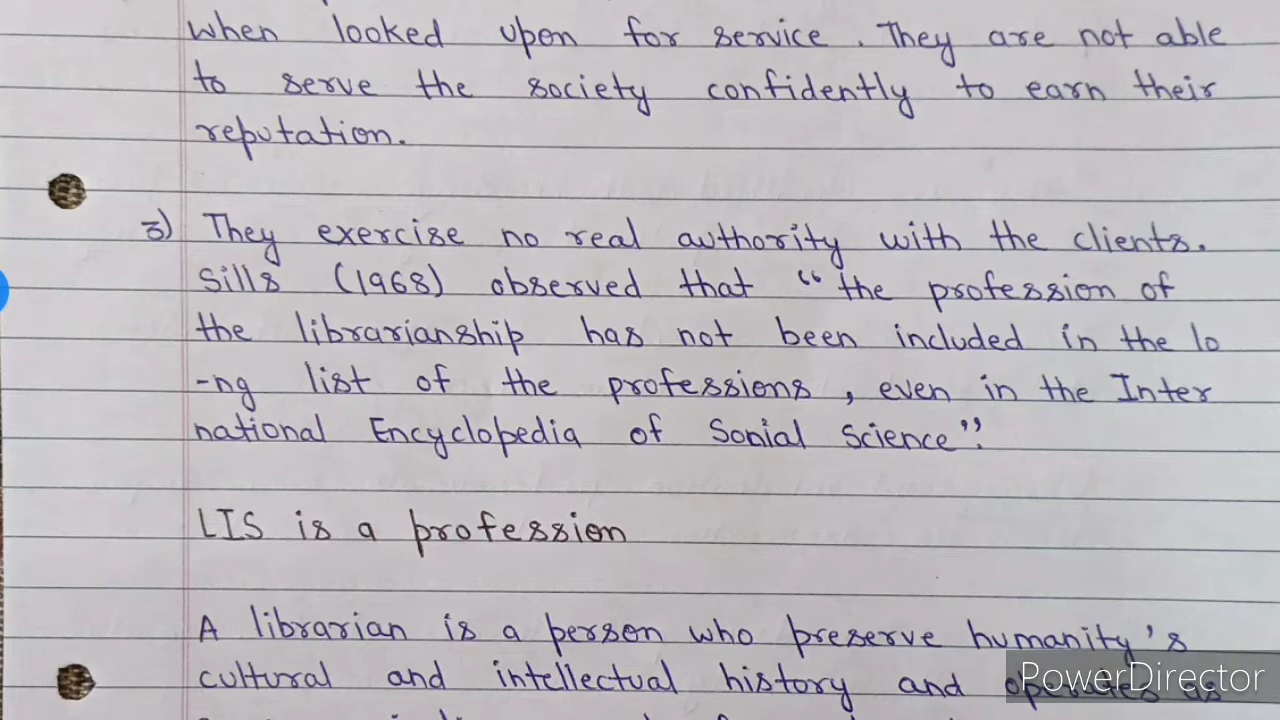 when looked upon for service. They are not able
to serve the society confidently to earn their
reputation.
3) They exercise no real authority with the clients.
Sills (1968) observed that "the profession of
the librarianship has not been included in the lo
-ng list of the professions, even in the Inter
national Encyclopedia of Sonial Science".
LIS is a profession
A librarian is a person who preserve humanity's
cultural and intellectual history and operates as
PowerDirector